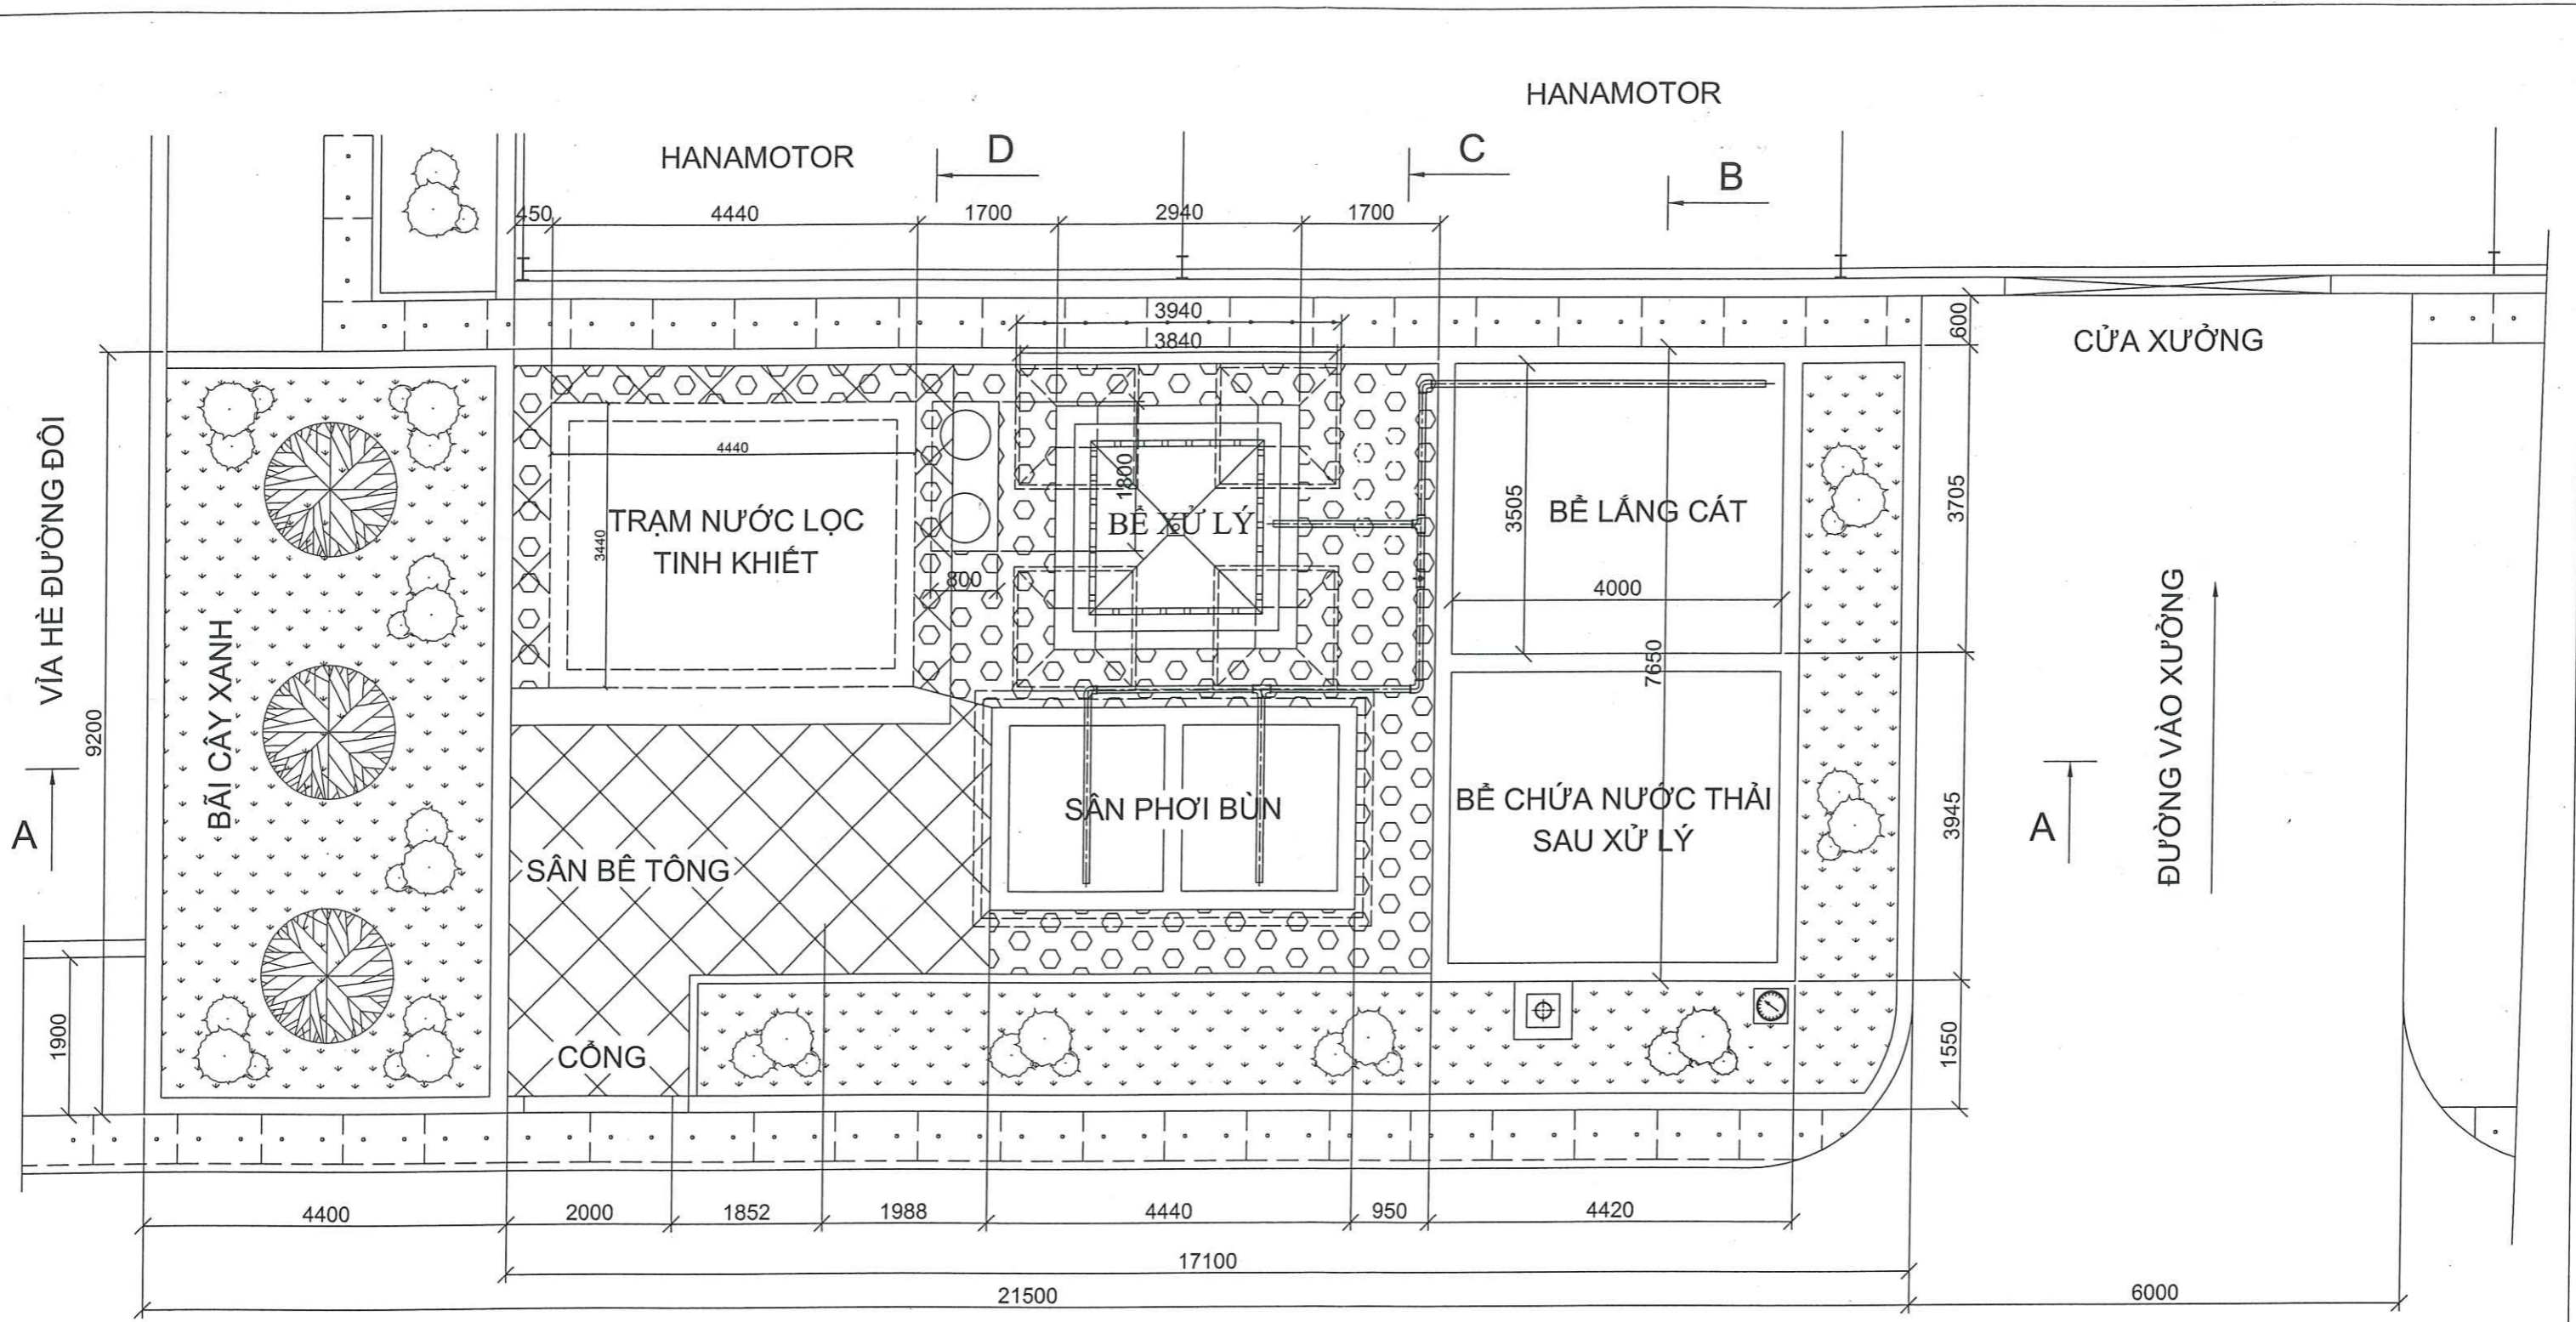 HANAMOTOR
HANAMOTOR
D
C
B
450
4440
1700
2940
1700
3940
3840
600
CỬA XƯỞNG
4440
1800
3440
TRẠM NƯỚC LỌC
TINH KHIẾT
BỂ XỬ LÝ
800
3505
BỂ LẮNG CÁT
4000
3705
7650
VỈA HÈ ĐƯỜNG ĐÔI
BÃI CÂY XANH
9200
ĐƯỜNG VÀO XƯỞNG
A
SÂN PHƠI BÙN
BỂ CHỨA NƯỚC THẢI
SAU XỬ LÝ
3945
A
SÂN BÊ TÔNG
1900
CỔNG
1550
4400
2000
1852
1988
4440
950
4420
17100
21500
6000